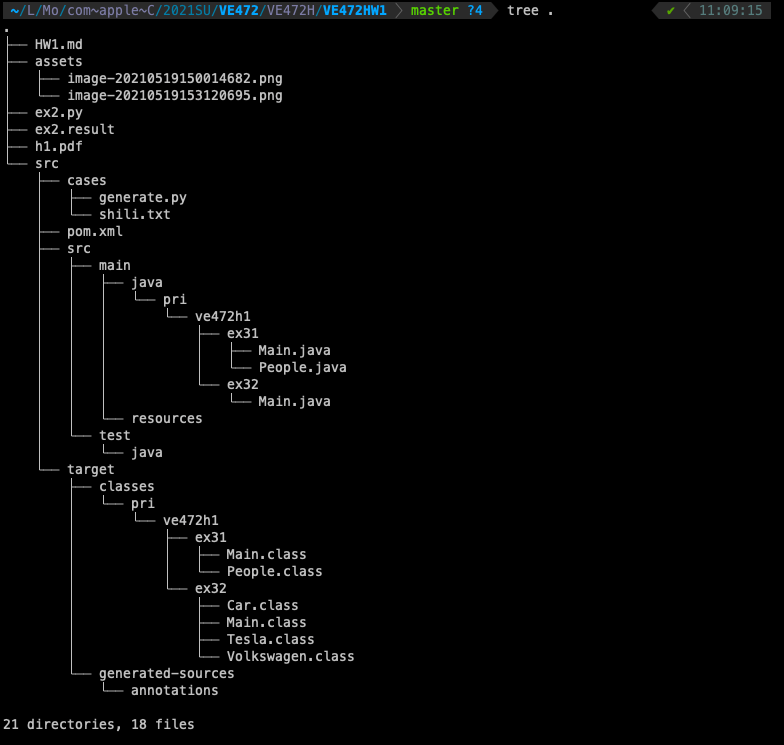 ~/L/Mo/com~apple~C/2021SU/VE472/VE472H/VE472HW1 master ?4 tree . ✔ 11:09:15
.
├── HW1.md
├── assets
│   ├── image-20210519150014682.png
│   └── image-20210519153120695.png
├── ex2.py
├── ex2.result
├── h1.pdf
└── src
    ├── cases
    │   ├── generate.py
    │   └── shili.txt
    ├── pom.xml
    ├── src
    │   ├── main
    │   │   ├── java
    │   │   │   └── pri
    │   │   │       └── ve472h1
    │   │   │           ├── ex31
    │   │   │           │   ├── Main.java
    │   │   │           │   └── People.java
    │   │   │           └── ex32
    │   │   │               └── Main.java
    │   │   └── resources
    │   └── test
    │       └── java
    └── target
        ├── classes
        │   └── pri
        │       └── ve472h1
        │           ├── ex31
        │           │   ├── Main.class
        │           │   └── People.class
        │           └── ex32
        │               ├── Car.class
        │               ├── Main.class
        │               ├── Tesla.class
        │               └── Volkswagen.class
        └── generated-sources
            └── annotations
21 directories, 18 files